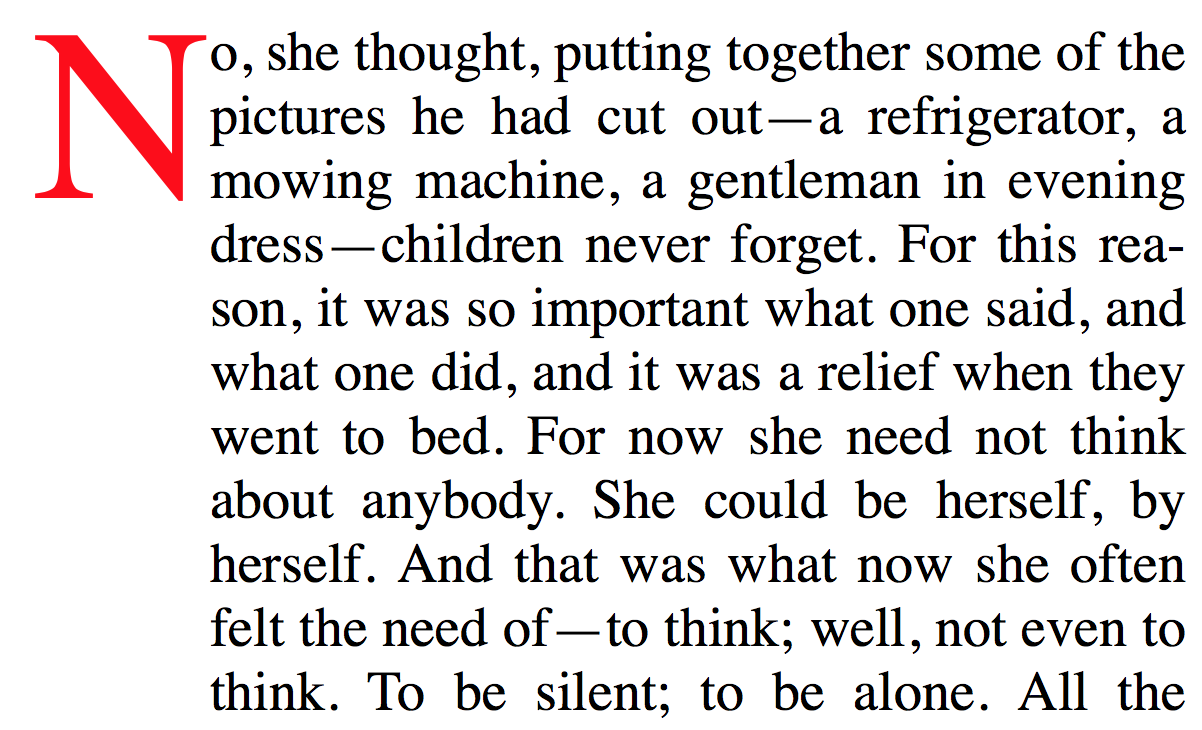 No, she thought, putting together some of the
pictures he had cut out—a refrigerator, a
mowing machine, a gentleman in evening
dress—children never forget. For this rea-
son, it was so important what one said, and
what one did, and it was a relief when they
went to bed. For now she need not think
about anybody. She could be herself, by
herself. And that was what now she often
felt the need of—to think; well, not even to
think. To be silent; to be alone. All the